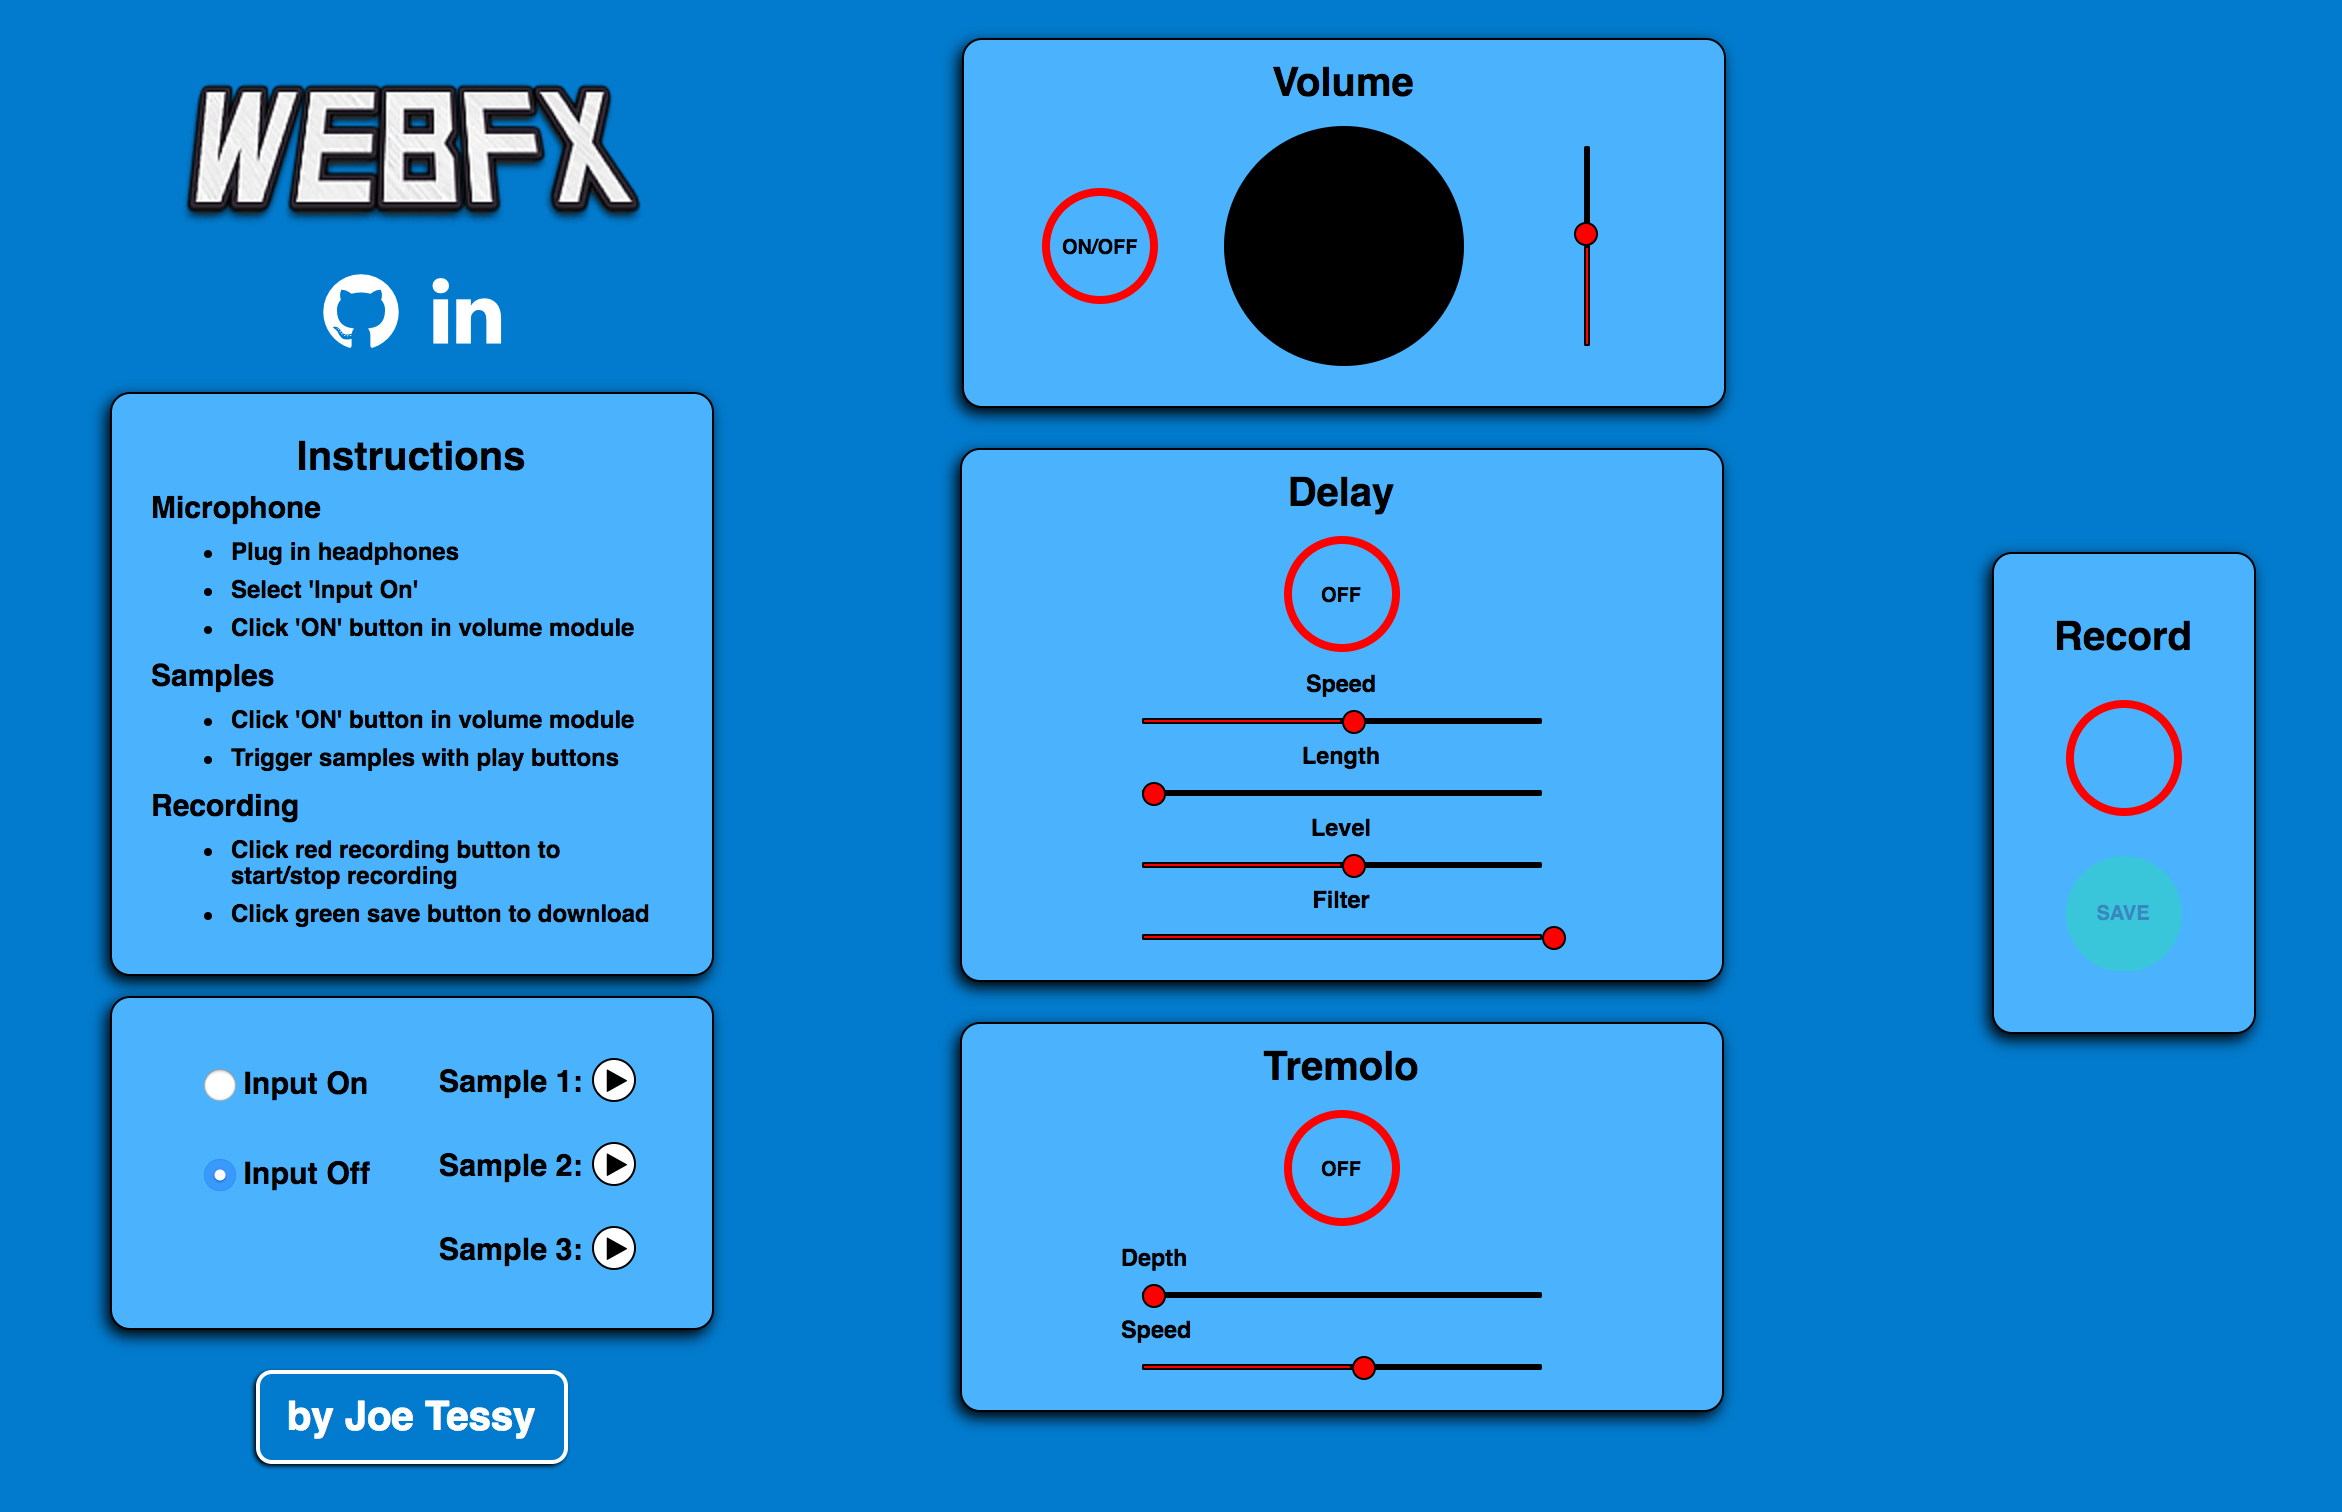 WEBFX
in
Instructions
Microphone
Plug in headphones
Select 'Input On'
Click 'ON' button in volume module
Samples
Click 'ON' button in volume module
Trigger samples with play buttons
Recording
Click red recording button to
start/stop recording
Click green save button to download
Input On
Input Off
Sample 1:
Sample 2:
Sample 3:
by Joe Tessy
Volume
ON/OFF
Delay
OFF
Speed
Length
Level
Filter
Tremolo
OFF
Depth
Speed
Record
SAVE